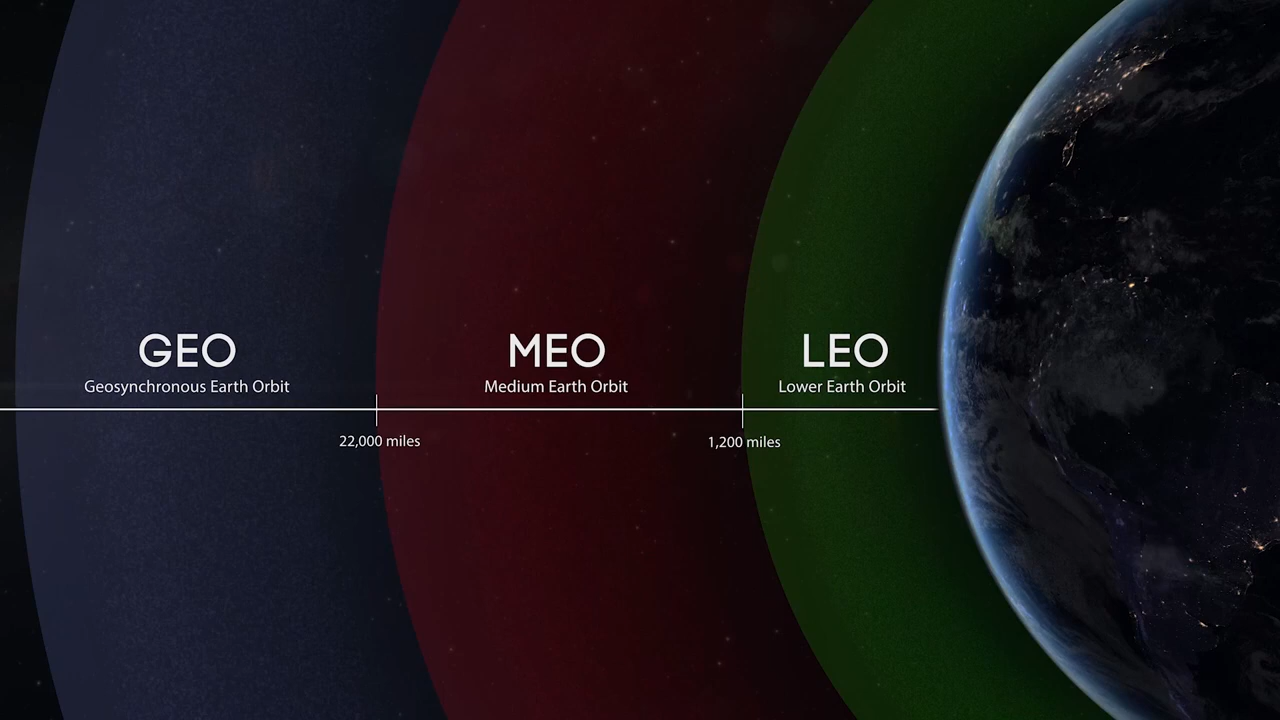 GEO
Geosynchronous Earth Orbit
22,000 miles
MEO
Medium Earth Orbit
1,200 miles
LEO
Lower Earth Orbit